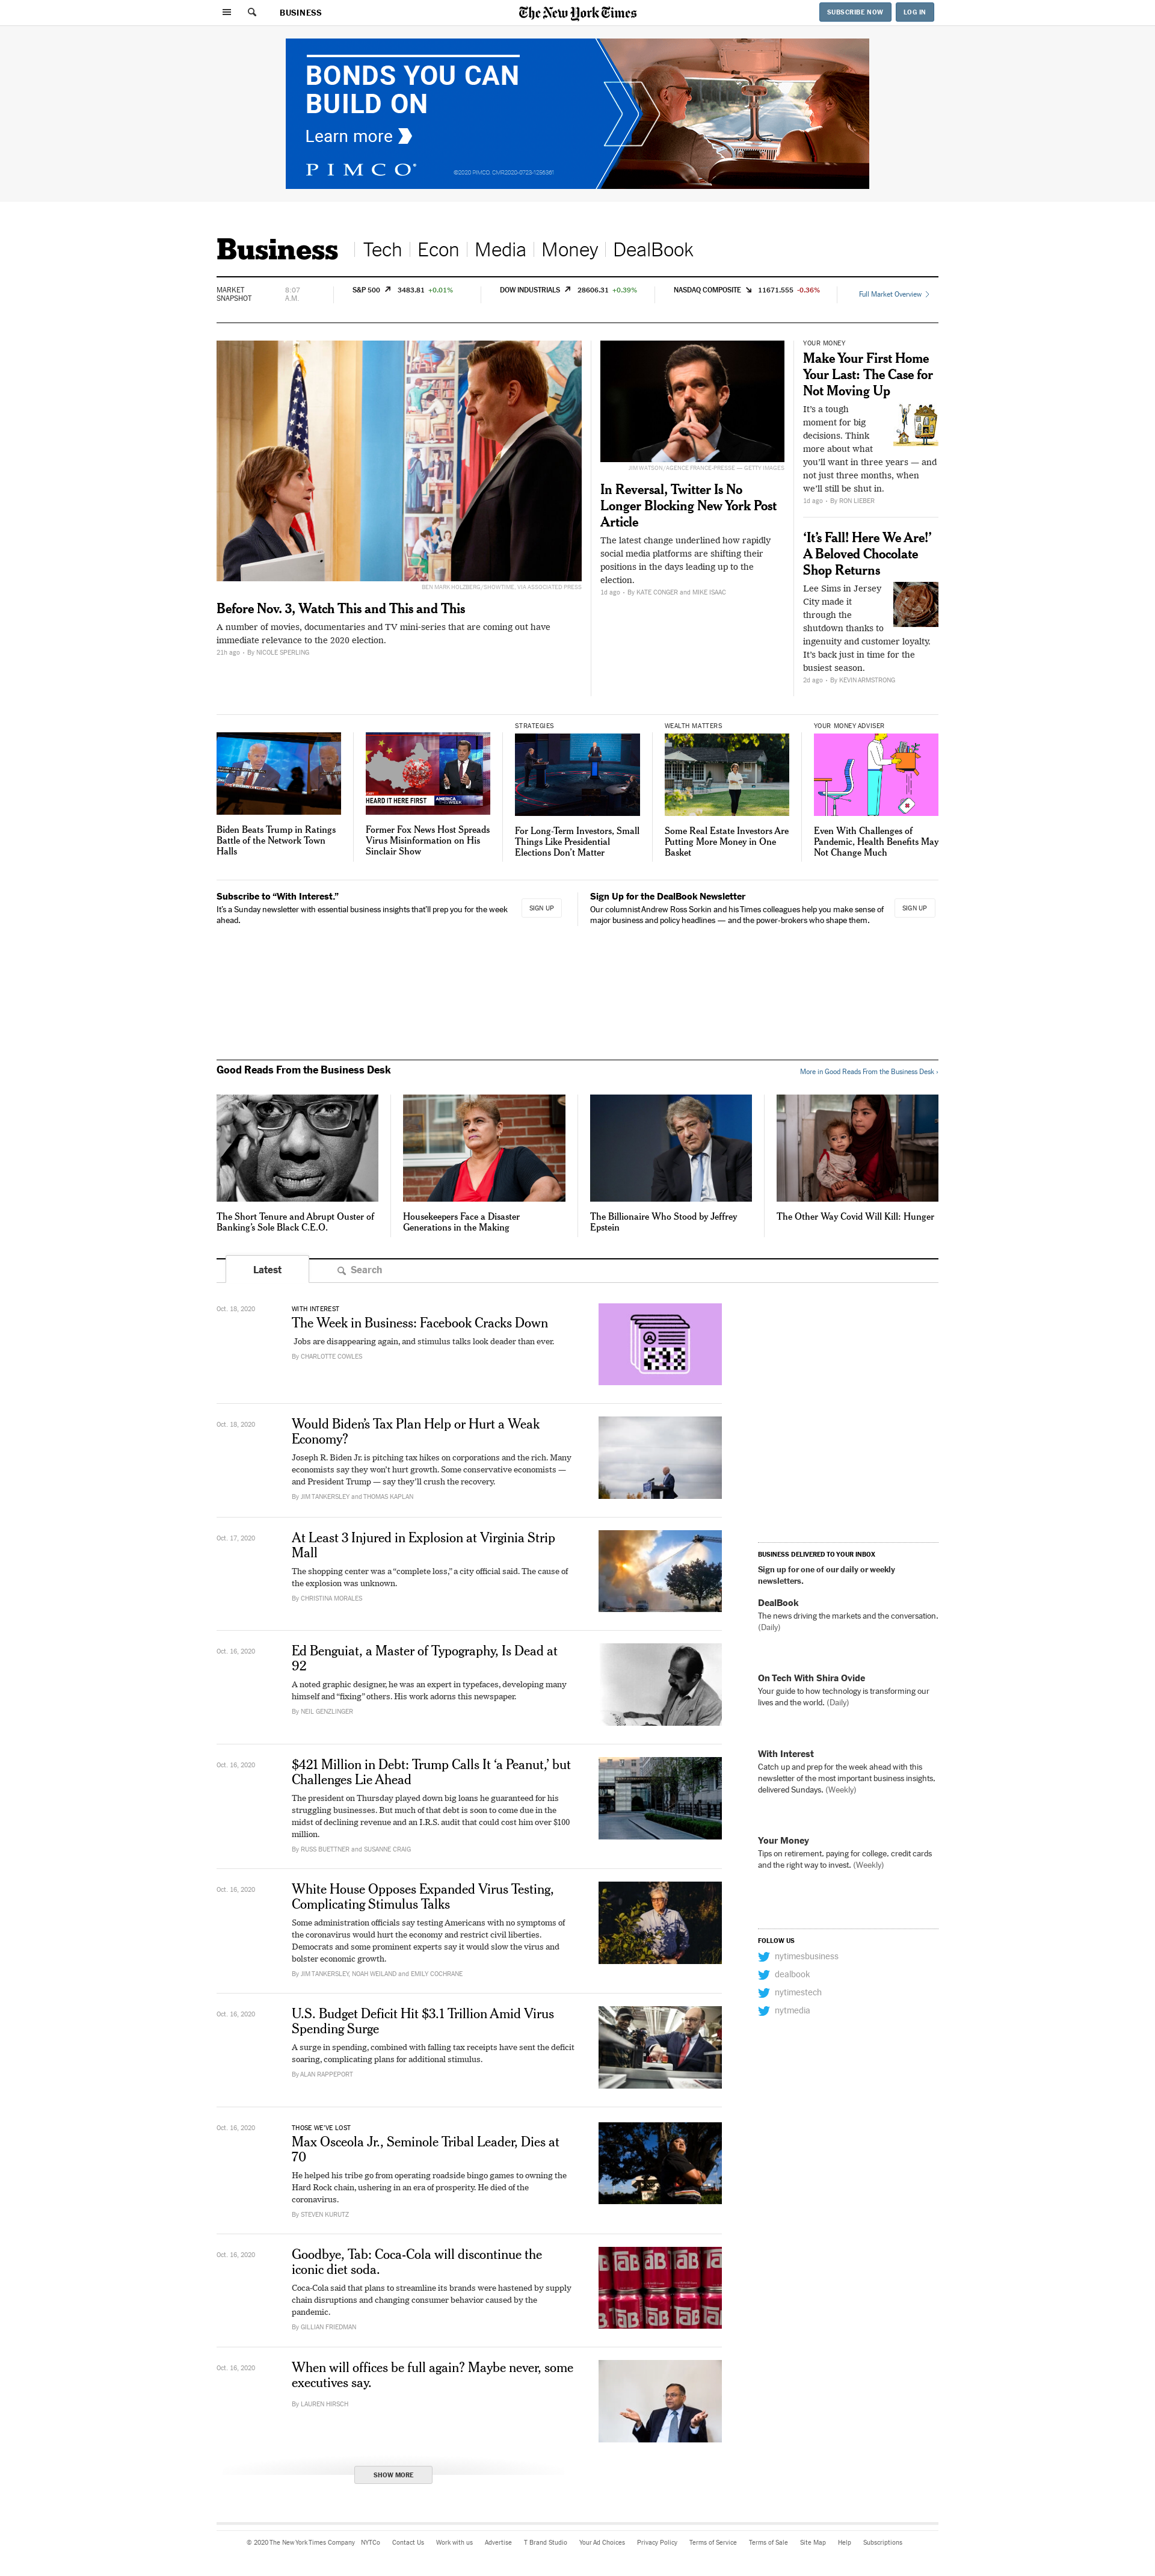 BUSINESS
The New York Times
SUBSCRIBE NOW
LOG IN
BONDS YOU CAN
BUILD ON
Learn more
PIMCO
©2020 PIMCO. CMR2020-0723-1256361
Business
Tech
Econ
Media
Money
DealBook
MARKET
SNAPSHOT
8:07
A.M.
S&P 500 3483.81 +0.01%
DOW INDUSTRIALS 28606.31 +0.39%
NASDAQ COMPOSITE 11671.555 -0.36%
Full Market Overview
BEN MARK HOLZBERG/SHOWTIME, VIA ASSOCIATED PRESS
Before Nov. 3, Watch This and This and This
A number of movies, documentaries and TV mini-series that are coming out have
immediate relevance to the 2020 election.
21h ago • By NICOLE SPERLING
JIM WATSON/AGENCE FRANCE-PRESSE — GETTY IMAGES
In Reversal, Twitter Is No
Longer Blocking New York Post
Article
The latest change underlined how rapidly
social media platforms are shifting their
positions in the days leading up to the
election.
1d ago • By KATE CONGER and MIKE ISAAC
YOUR MONEY
Make Your First Home
Your Last: The Case for
Not Moving Up
It's a tough
moment for big
decisions. Think
more about what
you'll want in three years — and
not just three months, when
we'll still be shut in.
1d ago • By RON LIEBER
‘It’s Fall! Here We Are!’
A Beloved Chocolate
Shop Returns
Lee Sims in Jersey
City made it
through the
shutdown thanks to
ingenuity and customer loyalty.
It's back just in time for the
busiest season.
2d ago • By KEVIN ARMSTRONG
Biden Beats Trump in Ratings
Battle of the Network Town
Halls
HEARD IT HERE FIRST
AMERICA
THIS WEEK
Former Fox News Host Spreads
Virus Misinformation on His
Sinclair Show
STRATEGIES
For Long-Term Investors, Small
Things Like Presidential
Elections Don't Matter
WEALTH MATTERS
Some Real Estate Investors Are
Putting More Money in One
Basket
YOUR MONEY ADVISER
Even With Challenges of
Pandemic, Health Benefits May
Not Change Much
Subscribe to “With Interest.”
It's a Sunday newsletter with essential business insights that'll prep you for the week
ahead.
SIGN UP
Sign Up for the DealBook Newsletter
Our columnist Andrew Ross Sorkin and his Times colleagues help you make sense of
major business and policy headlines — and the power-brokers who shape them.
SIGN UP
Good Reads From the Business Desk
More in Good Reads From the Business Desk ›
The Short Tenure and Abrupt Ouster of
Banking's Sole Black C.E.O.
Housekeepers Face a Disaster
Generations in the Making
The Billionaire Who Stood by Jeffrey
Epstein
The Other Way Covid Will Kill: Hunger
Latest
Search
Oct. 18, 2020
WITH INTEREST
The Week in Business: Facebook Cracks Down
Jobs are disappearing again, and stimulus talks look deader than ever.
By CHARLOTTE COWLES
Oct. 18, 2020
Would Biden's Tax Plan Help or Hurt a Weak
Economy?
Joseph R. Biden Jr. is pitching tax hikes on corporations and the rich. Many
economists say they won't hurt growth. Some conservative economists —
and President Trump — say they'll crush the recovery.
By JIM TANKERSLEY and THOMAS KAPLAN
Oct. 17, 2020
At Least 3 Injured in Explosion at Virginia Strip
Mall
The shopping center was a “complete loss,” a city official said. The cause of
the explosion was unknown.
By CHRISTINA MORALES
Oct. 16, 2020
Ed Benguiat, a Master of Typography, Is Dead at
92
A noted graphic designer, he was an expert in typefaces, developing many
himself and “fixing” others. His work adorns this newspaper.
By NEIL GENZLINGER
Oct. 16, 2020
$421 Million in Debt: Trump Calls It ‘a Peanut,’ but
Challenges Lie Ahead
The president on Thursday played down big loans he guaranteed for his
struggling businesses. But much of that debt is soon to come due in the
midst of declining revenue and an I.R.S. audit that could cost him over $100
million.
By RUSS BUETTNER and SUSANNE CRAIG
Oct. 16, 2020
White House Opposes Expanded Virus Testing,
Complicating Stimulus Talks
Some administration officials say testing Americans with no symptoms of
the coronavirus would hurt the economy and restrict civil liberties.
Democrats and some prominent experts say it would slow the virus and
bolster economic growth.
By JIM TANKERSLEY, NOAH WEILAND and EMILY COCHRANE
Oct. 16, 2020
U.S. Budget Deficit Hit $3.1 Trillion Amid Virus
Spending Surge
A surge in spending, combined with falling tax receipts have sent the deficit
soaring, complicating plans for additional stimulus.
By ALAN RAPPEPORT
Oct. 16, 2020
THOSE WE'VE LOST
Max Osceola Jr., Seminole Tribal Leader, Dies at
70
He helped his tribe go from operating roadside bingo games to owning the
Hard Rock chain, ushering in an era of prosperity. He died of the
coronavirus.
By STEVEN KURUTZ
Oct. 16, 2020
Goodbye, Tab: Coca-Cola will discontinue the
iconic diet soda.
Coca-Cola said that plans to streamline its brands were hastened by supply
chain disruptions and changing consumer behavior caused by the
pandemic.
By GILLIAN FRIEDMAN
TaB TaB TaB
TaB TaB TaB
Oct. 16, 2020
When will offices be full again? Maybe never, some
executives say.
By LAUREN HIRSCH
SHOW MORE
BUSINESS DELIVERED TO YOUR INBOX
Sign up for one of our daily or weekly
newsletters.
DealBook
The news driving the markets and the conversation.
(Daily)
On Tech With Shira Ovide
Your guide to how technology is transforming our
lives and the world. (Daily)
With Interest
Catch up and prep for the week ahead with this
newsletter of the most important business insights,
delivered Sundays. (Weekly)
Your Money
Tips on retirement, paying for college, credit cards
and the right way to invest. (Weekly)
FOLLOW US
nytimesbusiness
dealbook
nytimestech
nytmedia
© 2020 The New York Times Company NYTCo Contact Us Work with us Advertise T Brand Studio Your Ad Choices Privacy Policy Terms of Service Terms of Sale Site Map Help Subscriptions